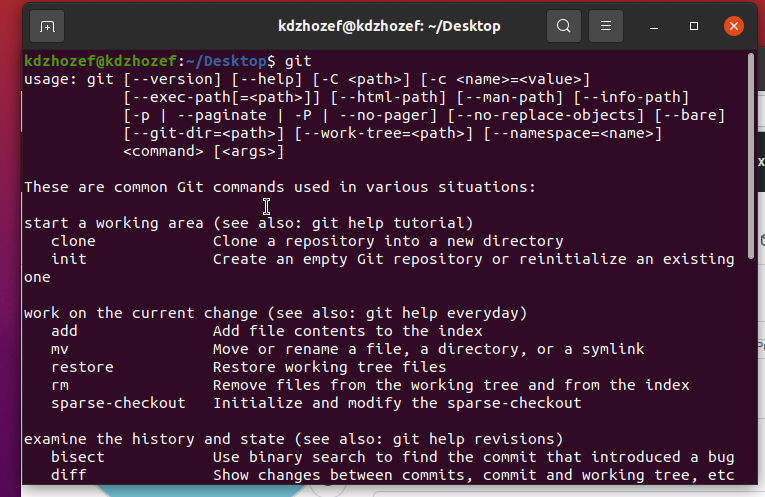 kdzhozef@kdzhozef: ~/Desktop
kdzhozef@kdzhozef:~/Desktop$ git
usage: git [--version] [--help] [-C <path>] [-c <name>=<value>]
           [--exec-path[=<path>]] [--html-path] [--man-path] [--info-path]
           [-p | --paginate | -P | --no-pager] [--no-replace-objects] [--bare]
           [--git-dir=<path>] [--work-tree=<path>] [--namespace=<name>]
           <command> [<args>]

These are common Git commands used in various situations:

start a working area (see also: git help tutorial)
   clone             Clone a repository into a new directory
   init              Create an empty Git repository or reinitialize an existing
one

work on the current change (see also: git help everyday)
   add               Add file contents to the index
   mv                Move or rename a file, a directory, or a symlink
   restore           Restore working tree files
   rm                Remove files from the working tree and from the index
   sparse-checkout   Initialize and modify the sparse-checkout

examine the history and state (see also: git help revisions)
   bisect            Use binary search to find the commit that introduced a bug
   diff              Show changes between commits, commit and working tree, etc